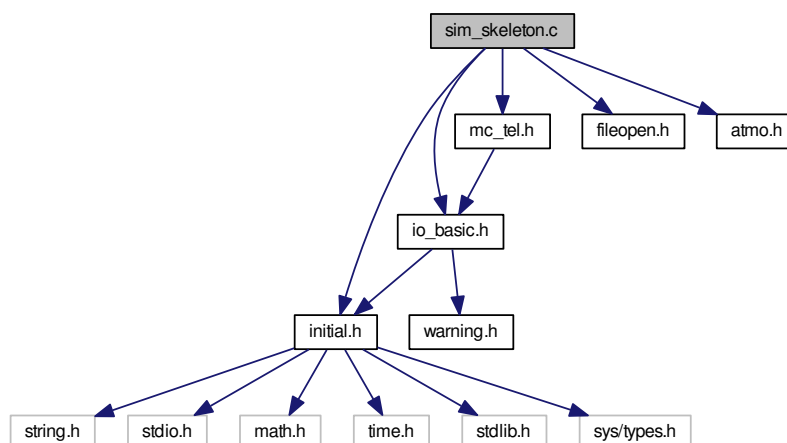 sim_skeleton.c
mc_tel.h
fileopen.h
atmo.h
io_basic.h
initial.h
warning.h
string.h
stdio.h
math.h
time.h
stdlib.h
sys/types.h